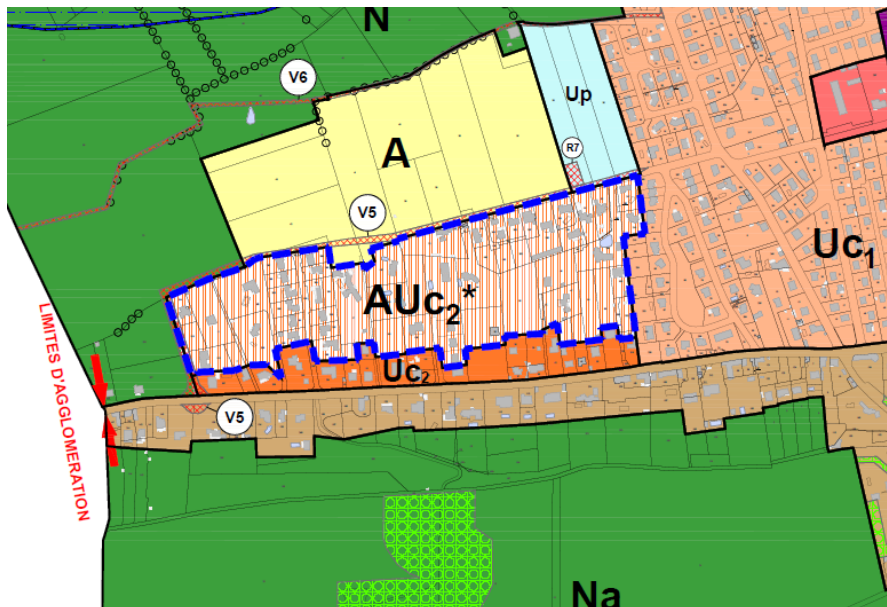 N
V6
Up
A
R7
V5
Uc₁
AUc₂*
LIMITES D'AGGLOMERATION
Uc₂
V5
Na